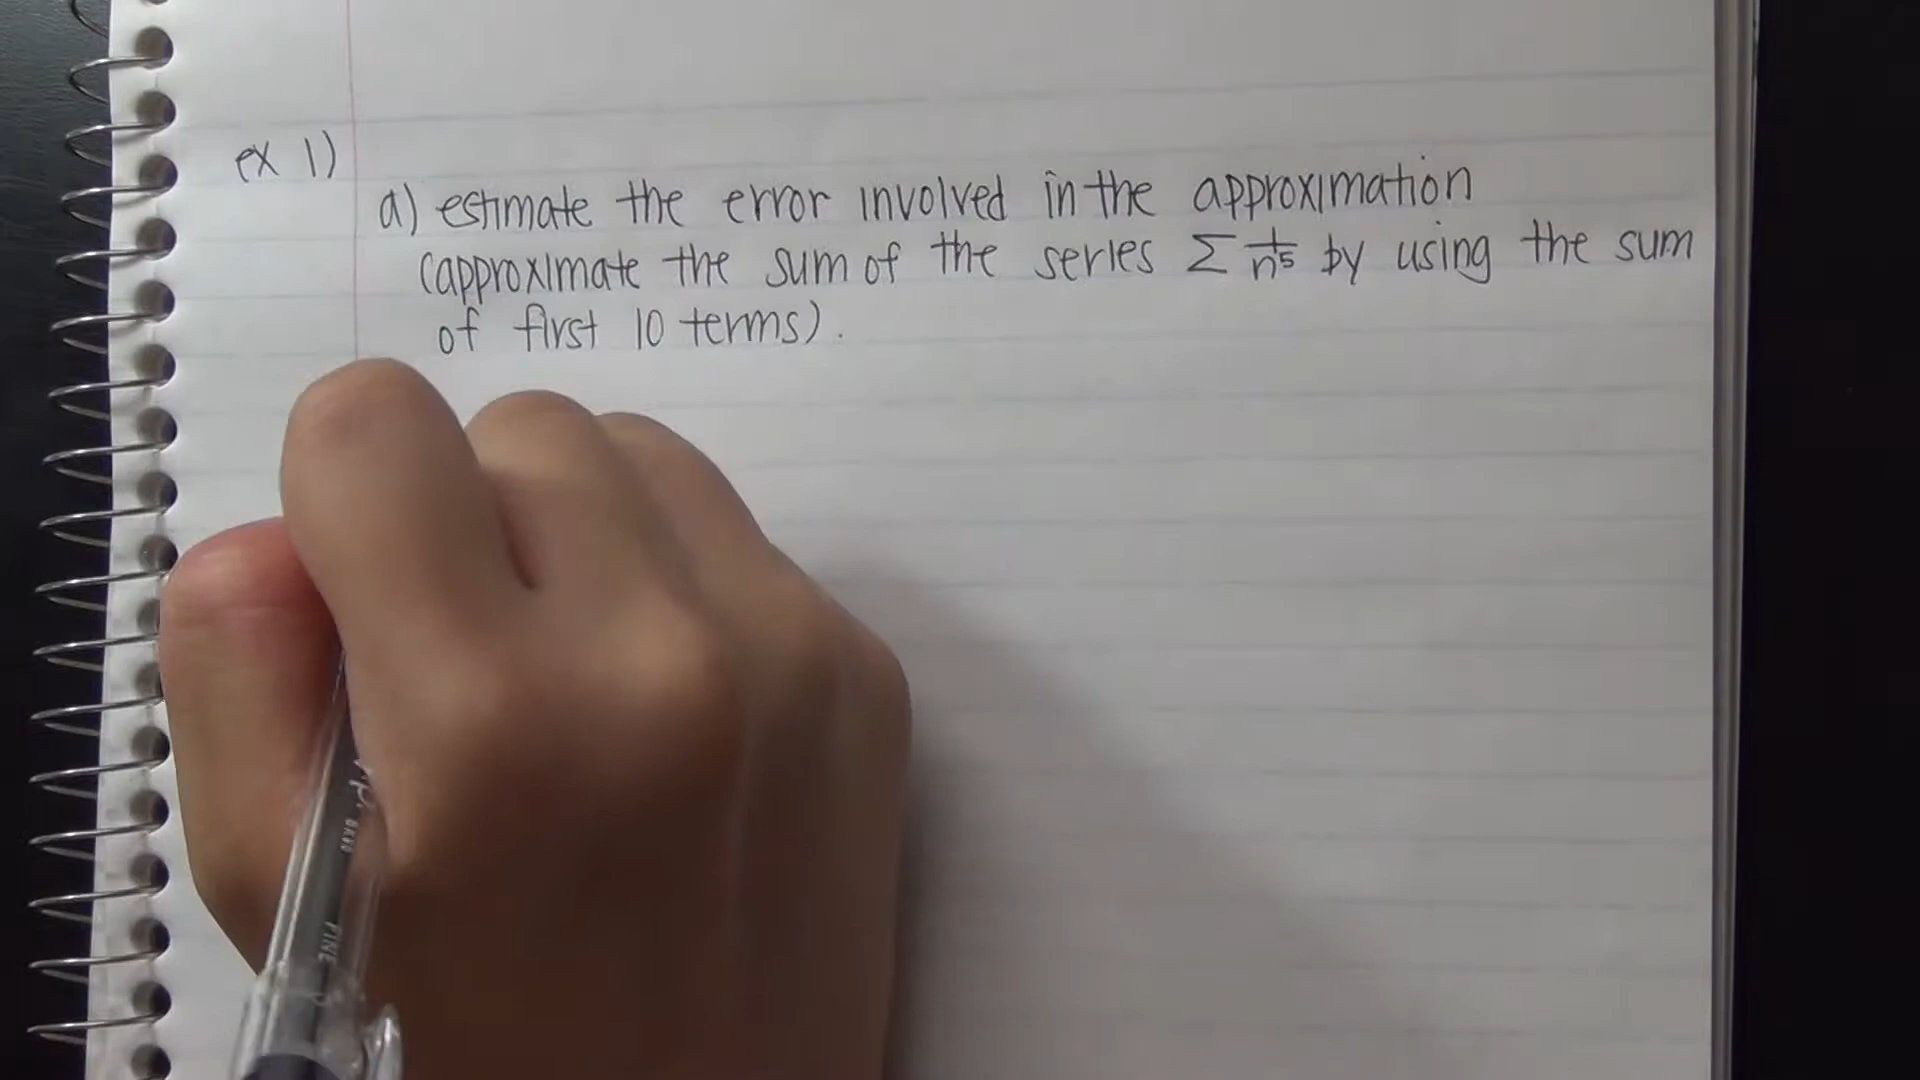 ex 1)
a) estimate the error involved in the approximation
(approximate the sum of the series Σ 1/n⁵ by using the sum
of first 10 terms).
FINE